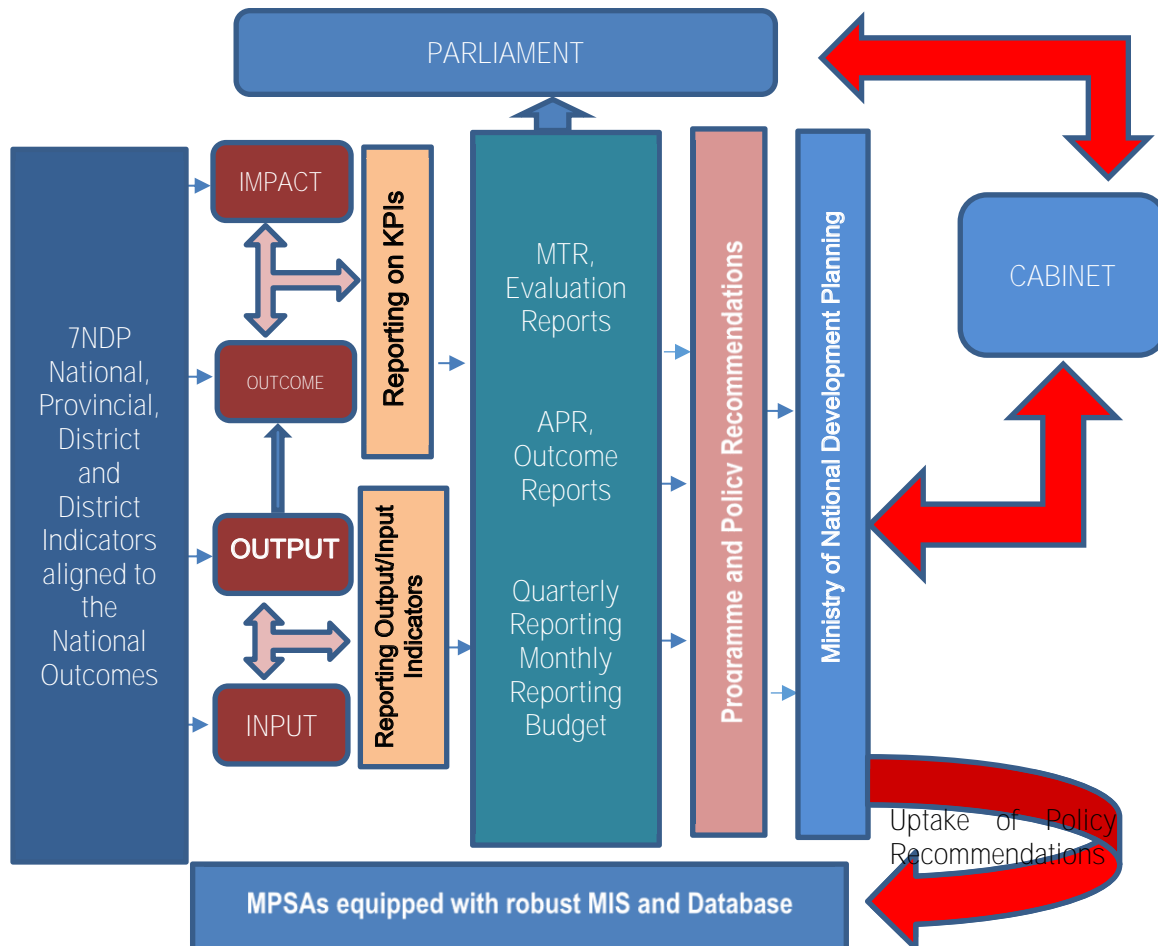 PARLIAMENT
7NDP
National,
Provincial,
District
and
District
Indicators
aligned to
the
National
Outcomes
IMPACT
OUTCOME
OUTPUT
INPUT
Reporting on KPIs
Reporting Output/Input
Indicators
MTR,
Evaluation
Reports
APR,
Outcome
Reports
Quarterly
Reporting
Monthly
Reporting
Budget
Programme and Policy Recommendations
Ministry of National Development Planning
CABINET
Uptake of Policy
Recommendations
MPSAs equipped with robust MIS and Database